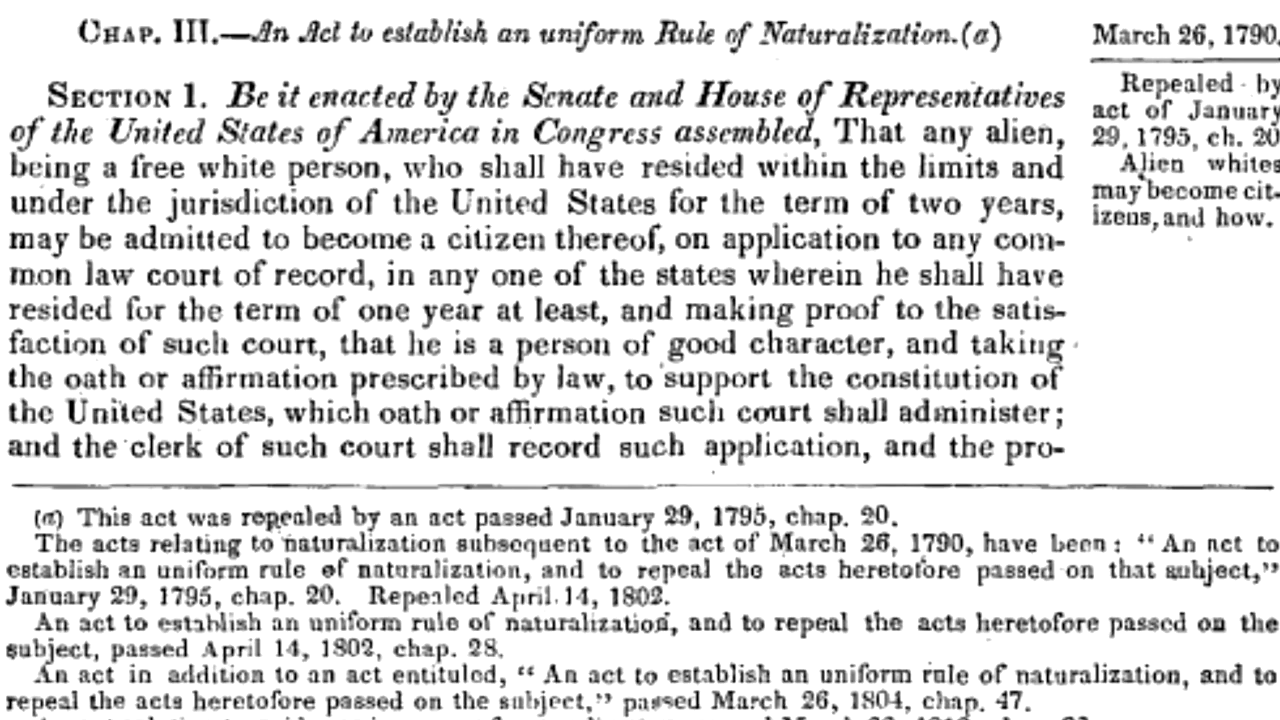 CHAP. III.—An Act to establish an uniform Rule of Naturalization.(a)
SECTION 1. Be it enacted by the Senate and House of Representatives
of the United States of America in Congress assembled, That any alien,
being a free white person, who shall have resided within the limits and
under the jurisdiction of the United States for the term of two years,
may be admitted to become a citizen thereof, on application to any com-
mon law court of record, in any one of the states wherein he shall have
resided for the term of one year at least, and making proof to the satis-
faction of such court, that he is a person of good character, and taking
the oath or affirmation prescribed by law, to support the constitution of
the United States, which oath or affirmation such court shall administer;
and the clerk of such court shall record such application, and the pro-
March 26, 1790.
Repealed by
act of January
29, 1795, ch. 20
Alien whites
may become cit-
izens, and how.
(a) This act was repealed by an act passed January 29, 1795, chap. 20.
The acts relating to naturalization subsequent to the act of March 26, 1790, have been: "An act to
establish an uniform rule of naturalization, and to repeal the acts heretofore passed on that subject,"
January 29, 1795, chap. 20. Repealed April 14, 1802.
An act to establish an uniform rule of naturalization, and to repeal the acts heretofore passed on the
subject, passed April 14, 1802, chap. 28.
An act in addition to an act entituled, "An act to establish an uniform rule of naturalization, and to
repeal the acts heretofore passed on the subject," passed March 26, 1804, chap. 47.